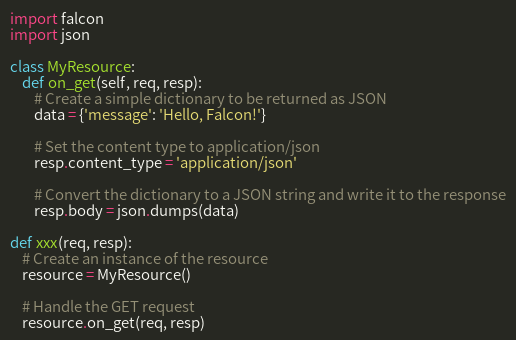 import falcon
import json

class MyResource:
    def on_get(self, req, resp):
        # Create a simple dictionary to be returned as JSON
        data = {'message': 'Hello, Falcon!'}

        # Set the content type to application/json
        resp.content_type = 'application/json'

        # Convert the dictionary to a JSON string and write it to the response
        resp.body = json.dumps(data)

def xxx(req, resp):
    # Create an instance of the resource
    resource = MyResource()

    # Handle the GET request
    resource.on_get(req, resp)